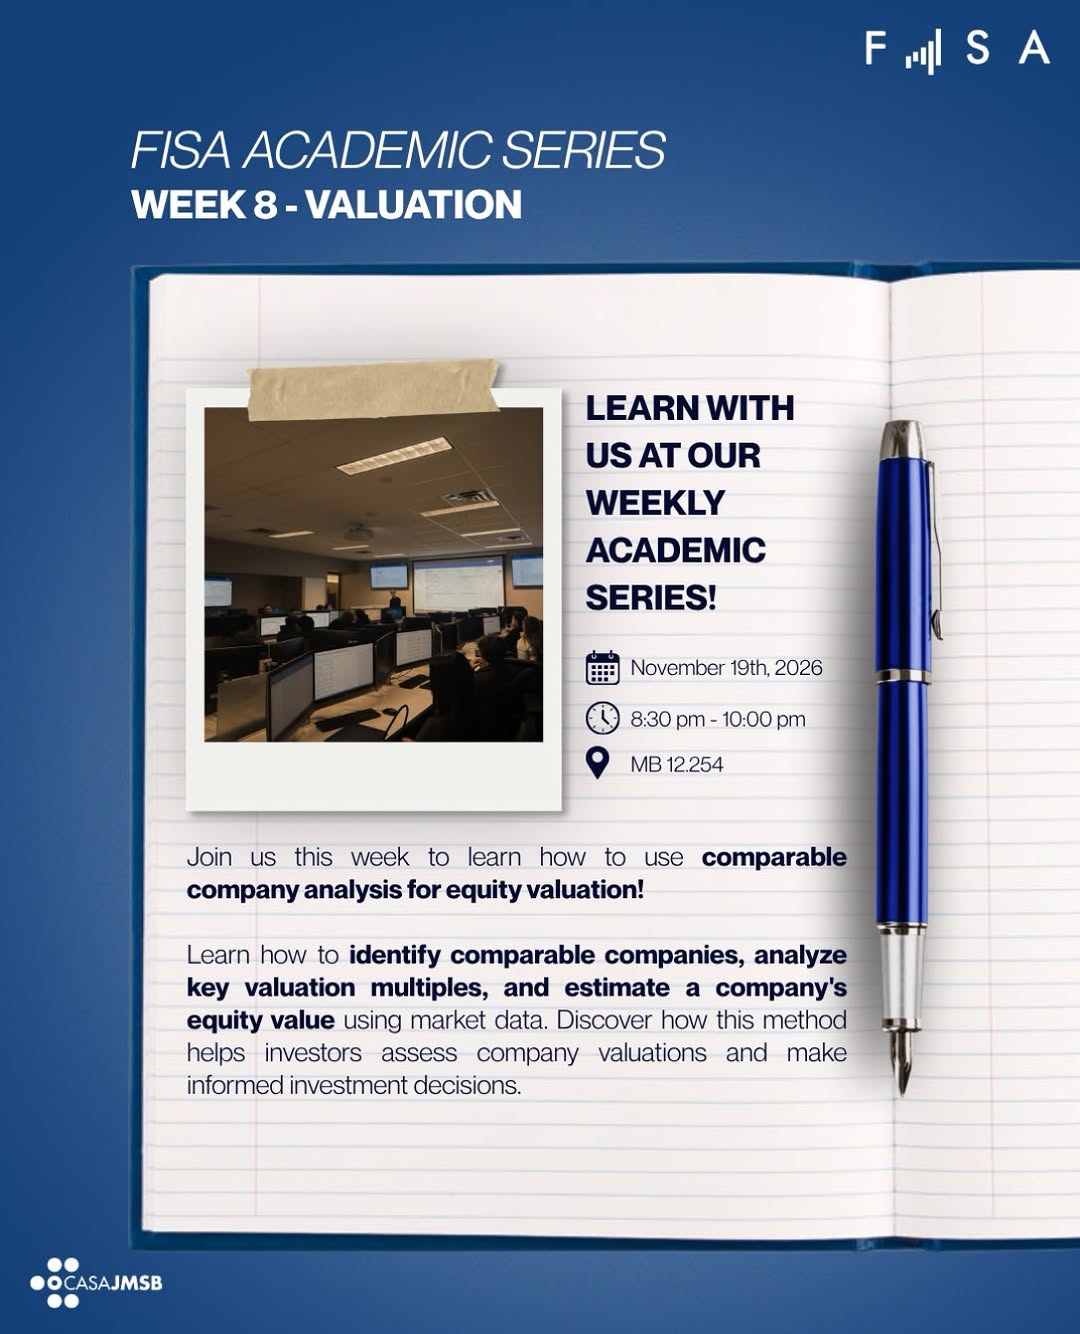 F I S A
FISA ACADEMIC SERIES
WEEK 8 - VALUATION
LEARN WITH
US AT OUR
WEEKLY
ACADEMIC
SERIES!
November 19th, 2026
8:30 pm - 10:00 pm
MB 12.254
Join us this week to learn how to use comparable
company analysis for equity valuation!
Learn how to identify comparable companies, analyze
key valuation multiples, and estimate a company's
equity value using market data. Discover how this method
helps investors assess company valuations and make
informed investment decisions.
CASAJMSB